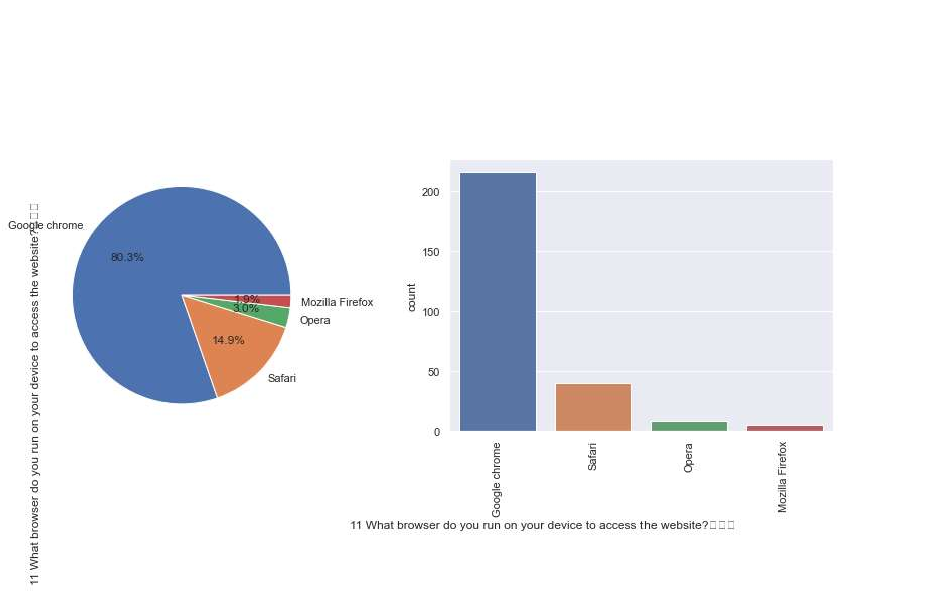 Google chrome
80.3%
1.9%
3.0%
14.9%
Mozilla Firefox
Opera
Safari
11 What browser do you run on your device to access the website?□□□
200
150
100
50
0
count
Google chrome
Safari
Opera
Mozilla Firefox
11 What browser do you run on your device to access the website?□□□